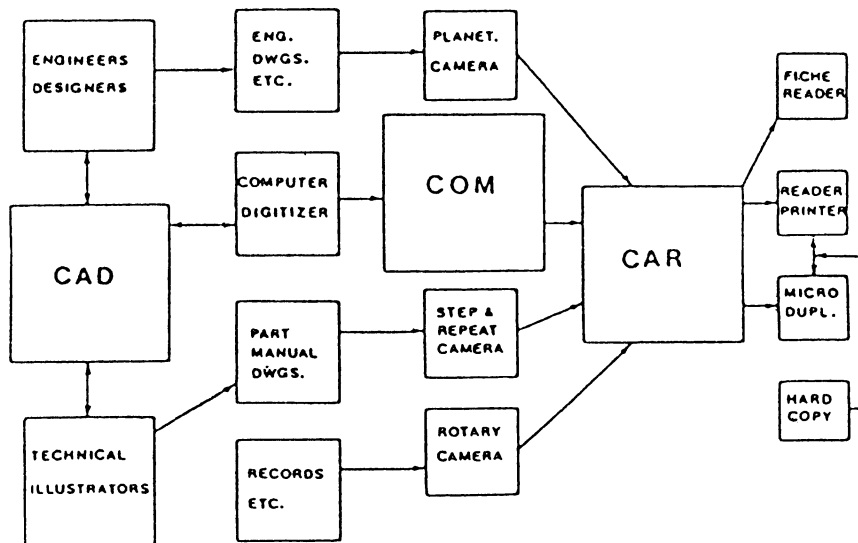 ENGINEERS
DESIGNERS
ENG.
DWGS.
ETC.
PLANET.
CAMERA
FICHE
READER
COMPUTER
DIGITIZER
COM
READER
PRINTER
CAD
CAR
MICRO
DUPL.
PART
MANUAL
DWGS.
STEP &
REPEAT
CAMERA
HARD
COPY
TECHNICAL
ILLUSTRATORS
RECORDS
ETC.
ROTARY
CAMERA